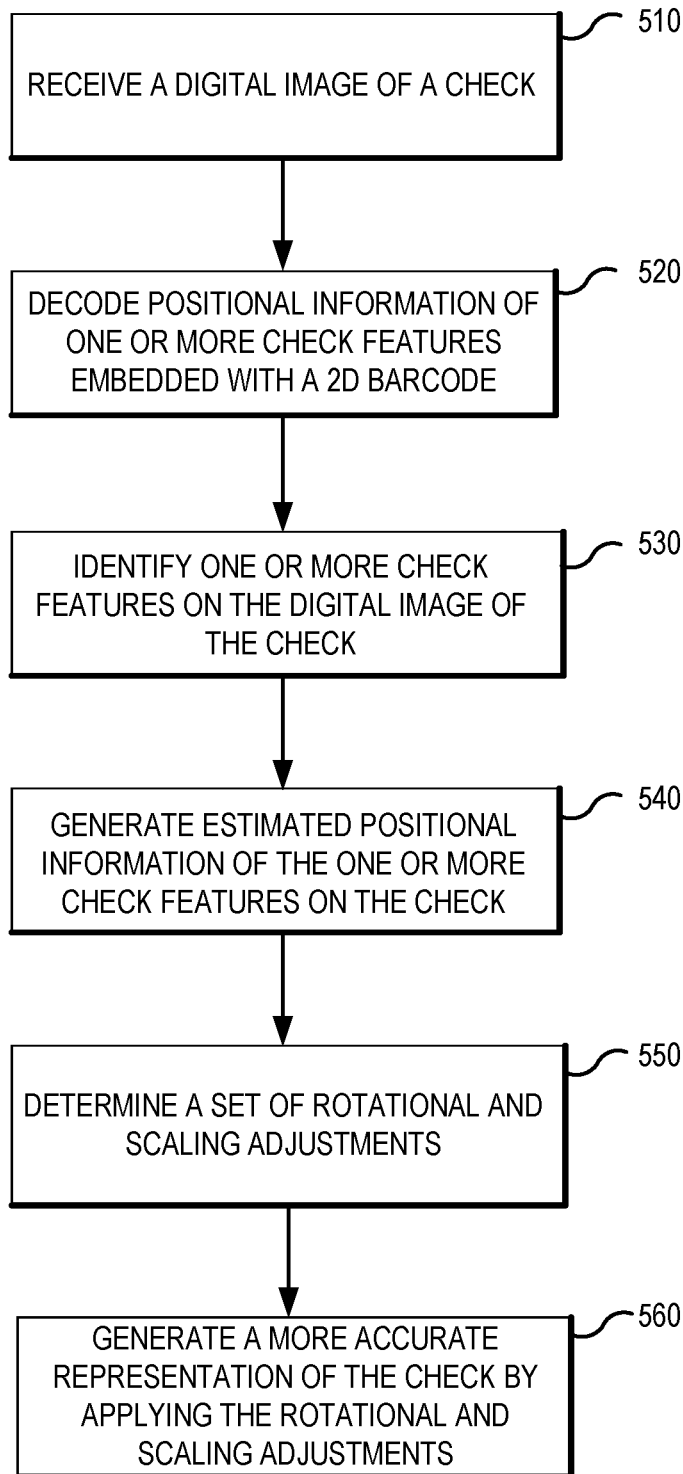 510
RECEIVE A DIGITAL IMAGE OF A CHECK
520
DECODE POSITIONAL INFORMATION OF
ONE OR MORE CHECK FEATURES
EMBEDDED WITH A 2D BARCODE
530
IDENTIFY ONE OR MORE CHECK
FEATURES ON THE DIGITAL IMAGE OF
THE CHECK
540
GENERATE ESTIMATED POSITIONAL
INFORMATION OF THE ONE OR MORE
CHECK FEATURES ON THE CHECK
550
DETERMINE A SET OF ROTATIONAL AND
SCALING ADJUSTMENTS
560
GENERATE A MORE ACCURATE
REPRESENTATION OF THE CHECK BY
APPLYING THE ROTATIONAL AND
SCALING ADJUSTMENTS